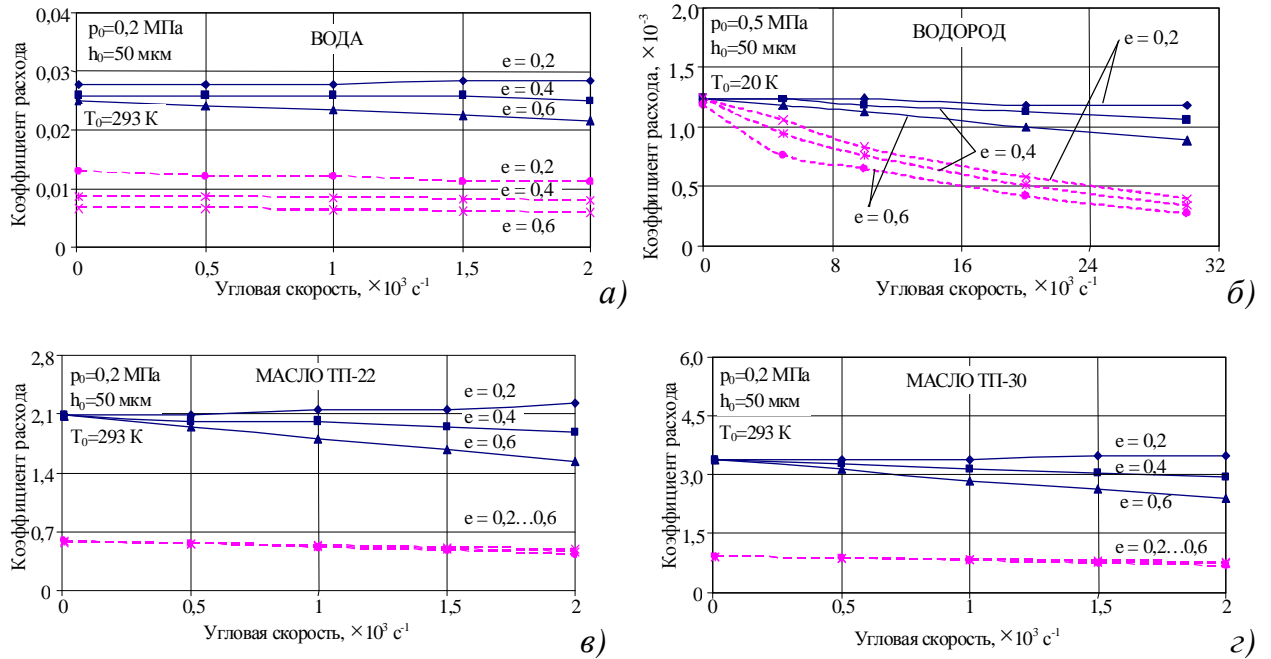 Коэффициент расхода
0,04
0,03
0,02
0,01
0
p₀=0,2 МПа
h₀=50 мкм
ВОДА
e = 0,2
e = 0,4
e = 0,6
T₀=293 К
e = 0,2
e = 0,4
e = 0,6
0 0,5 1 1,5 2
Угловая скорость, ×10³ с⁻¹
а)
Коэффициент расхода, ×10⁻³
2.0
1.5
1.0
0.5
0
p₀=0,5 МПа
h₀=50 мкм
ВОДОРОД
e = 0,2
T₀=20 К
e = 0,4
e = 0,6
0 8 16 24 32
Угловая скорость, ×10³ с⁻¹
б)
Коэффициент расхода
2,8
2,1
1,4
0,7
0
p₀=0,2 МПа
h₀=50 мкм
МАСЛО ТП-22
e = 0,2
e = 0,4
T₀=293 К
e = 0,6
e = 0,2…0,6
0 0,5 1 1,5 2
Угловая скорость, ×10³ с⁻¹
в)
Коэффициент расхода
6,0
4,5
3,0
1,5
0
p₀=0,2 МПа
h₀=50 мкм
МАСЛО ТП-30
T₀=293 К
e = 0,2
e = 0,4
e = 0,6
e = 0,2…0,6
0 0,5 1 1,5 2
Угловая скорость, ×10³ с⁻¹
г)